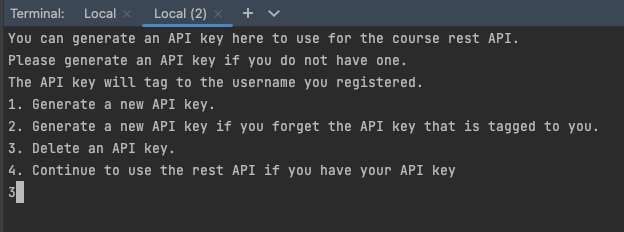 Terminal: Local × Local (2) × +
You can generate an API key here to use for the course rest API.
Please generate an API key if you do not have one.
The API key will tag to the username you registered.
1. Generate a new API key.
2. Generate a new API key if you forget the API key that is tagged to you.
3. Delete an API key.
4. Continue to use the rest API if you have your API key
3